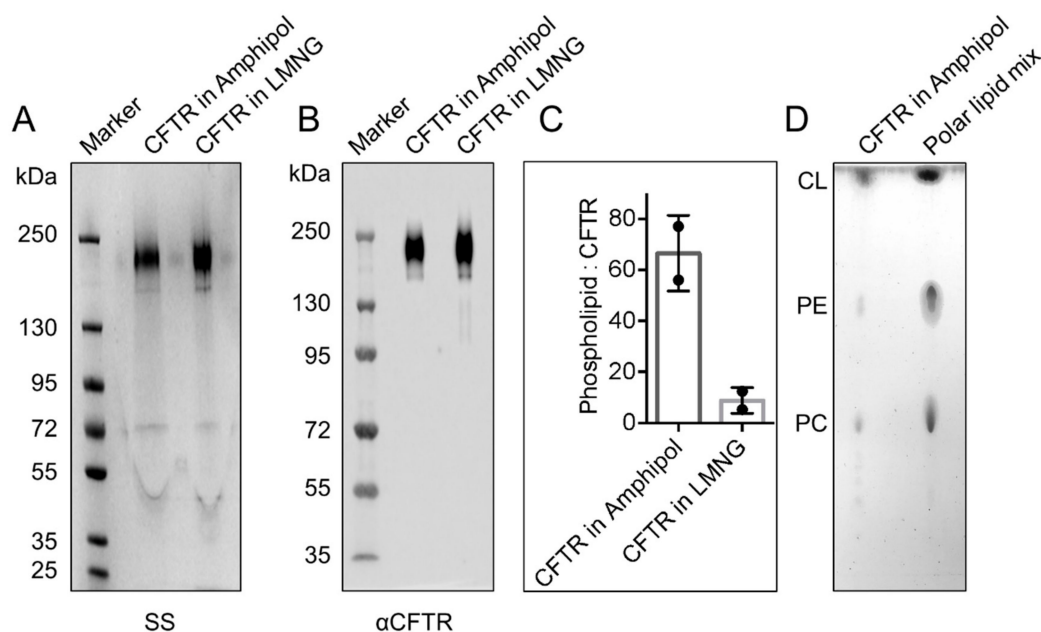 A
Marker
CFTR in Amphipol
CFTR in LMNG
kDa
250
130
95
72
55
35
25
SS
B
Marker
CFTR in Amphipol
CFTR in LMNG
kDa
250
130
95
72
55
35
αCFTR
C
Phospholipid : CFTR
80
60
40
20
0
CFTR in Amphipol
CFTR in LMNG
D
CFTR in Amphipol
Polar lipid mix
CL
PE
PC